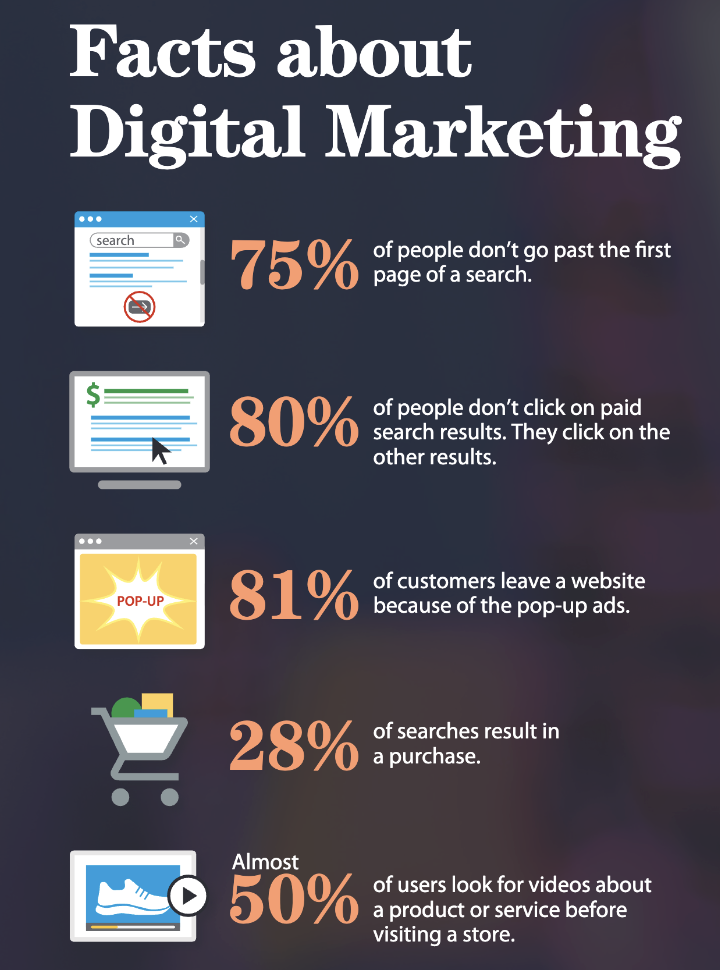 Facts about
Digital Marketing
search
75%
of people don’t go past the first
page of a search.
$
80%
of people don’t click on paid
search results. They click on the
other results.
POP-UP
81%
of customers leave a website
because of the pop-up ads.
28%
of searches result in
a purchase.
Almost
50%
of users look for videos about
a product or service before
visiting a store.